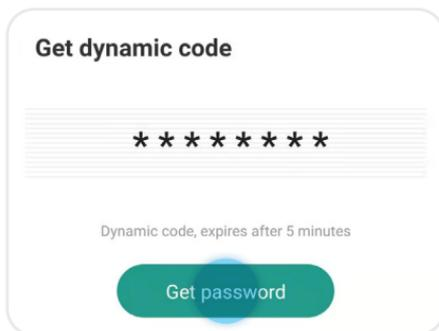 Get dynamic code
* * * * * * * *
Dynamic code, expires after 5 minutes
Get password